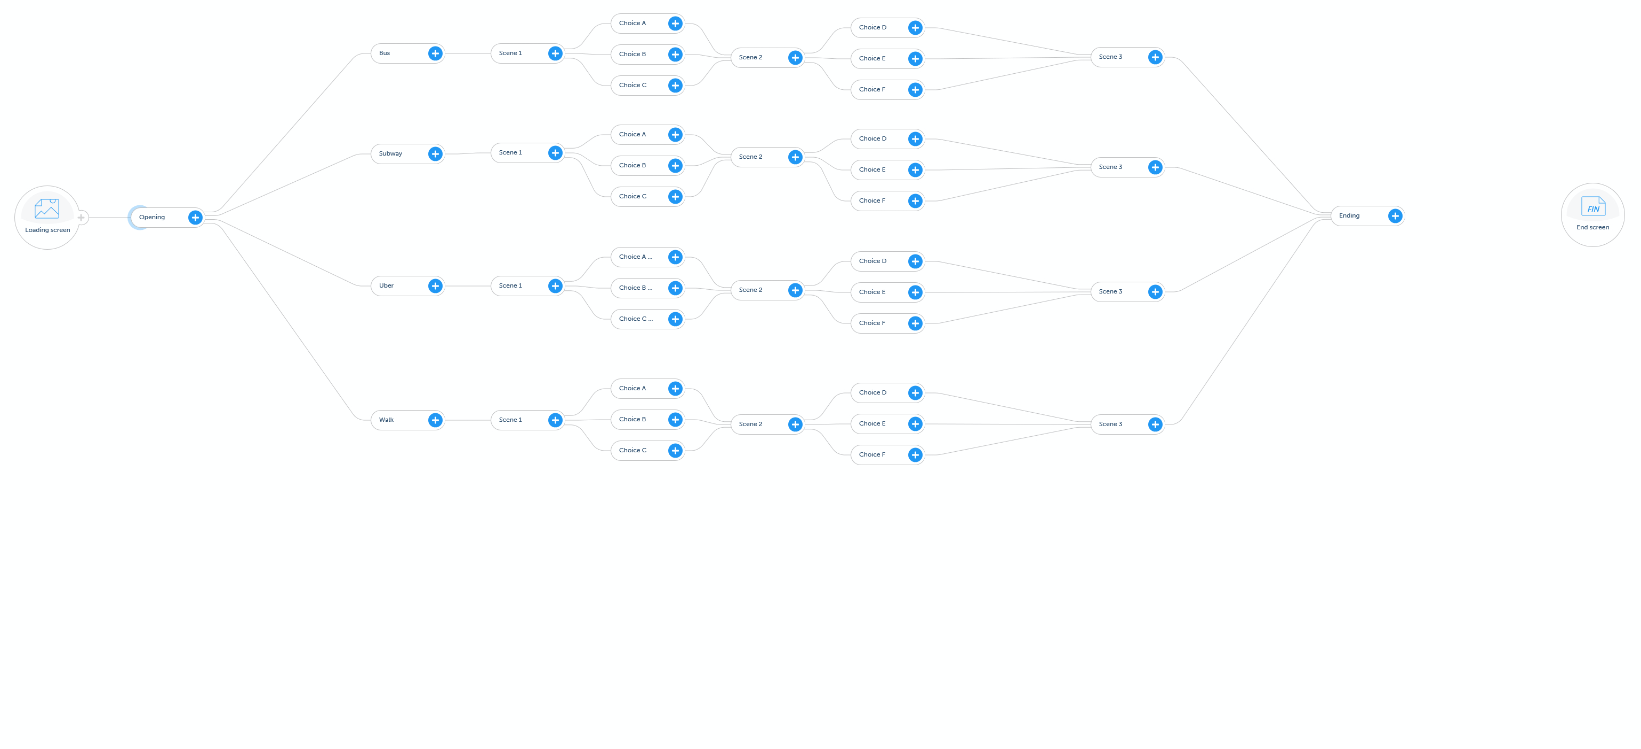 Loading screen
Opening
Bus
Scene 1
Choice A
Choice B
Choice C
Scene 2
Choice D
Choice E
Choice F
Scene 3
Subway
Scene 1
Choice A
Choice B
Choice C
Scene 2
Choice D
Choice E
Choice F
Scene 3
Uber
Scene 1
Choice A ...
Choice B ...
Choice C ...
Scene 2
Choice D
Choice E
Choice F
Scene 3
Walk
Scene 1
Choice A
Choice B
Choice C
Scene 2
Choice D
Choice E
Choice F
Scene 3
Ending
FIN
End screen